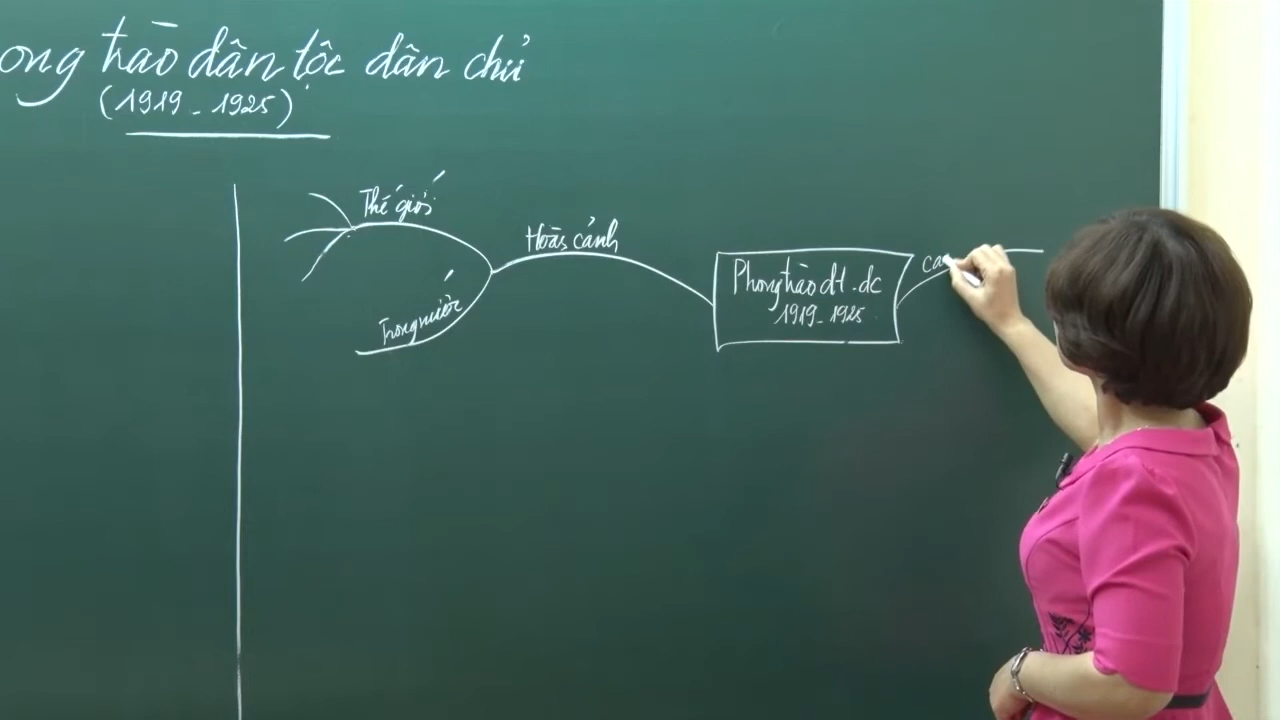 ong trào dân tộc dân chủ
(1919 - 1925)
Thế giới
Hoàn cảnh
Trong nước
Phong trào dt - dc
1919 - 1925
ca